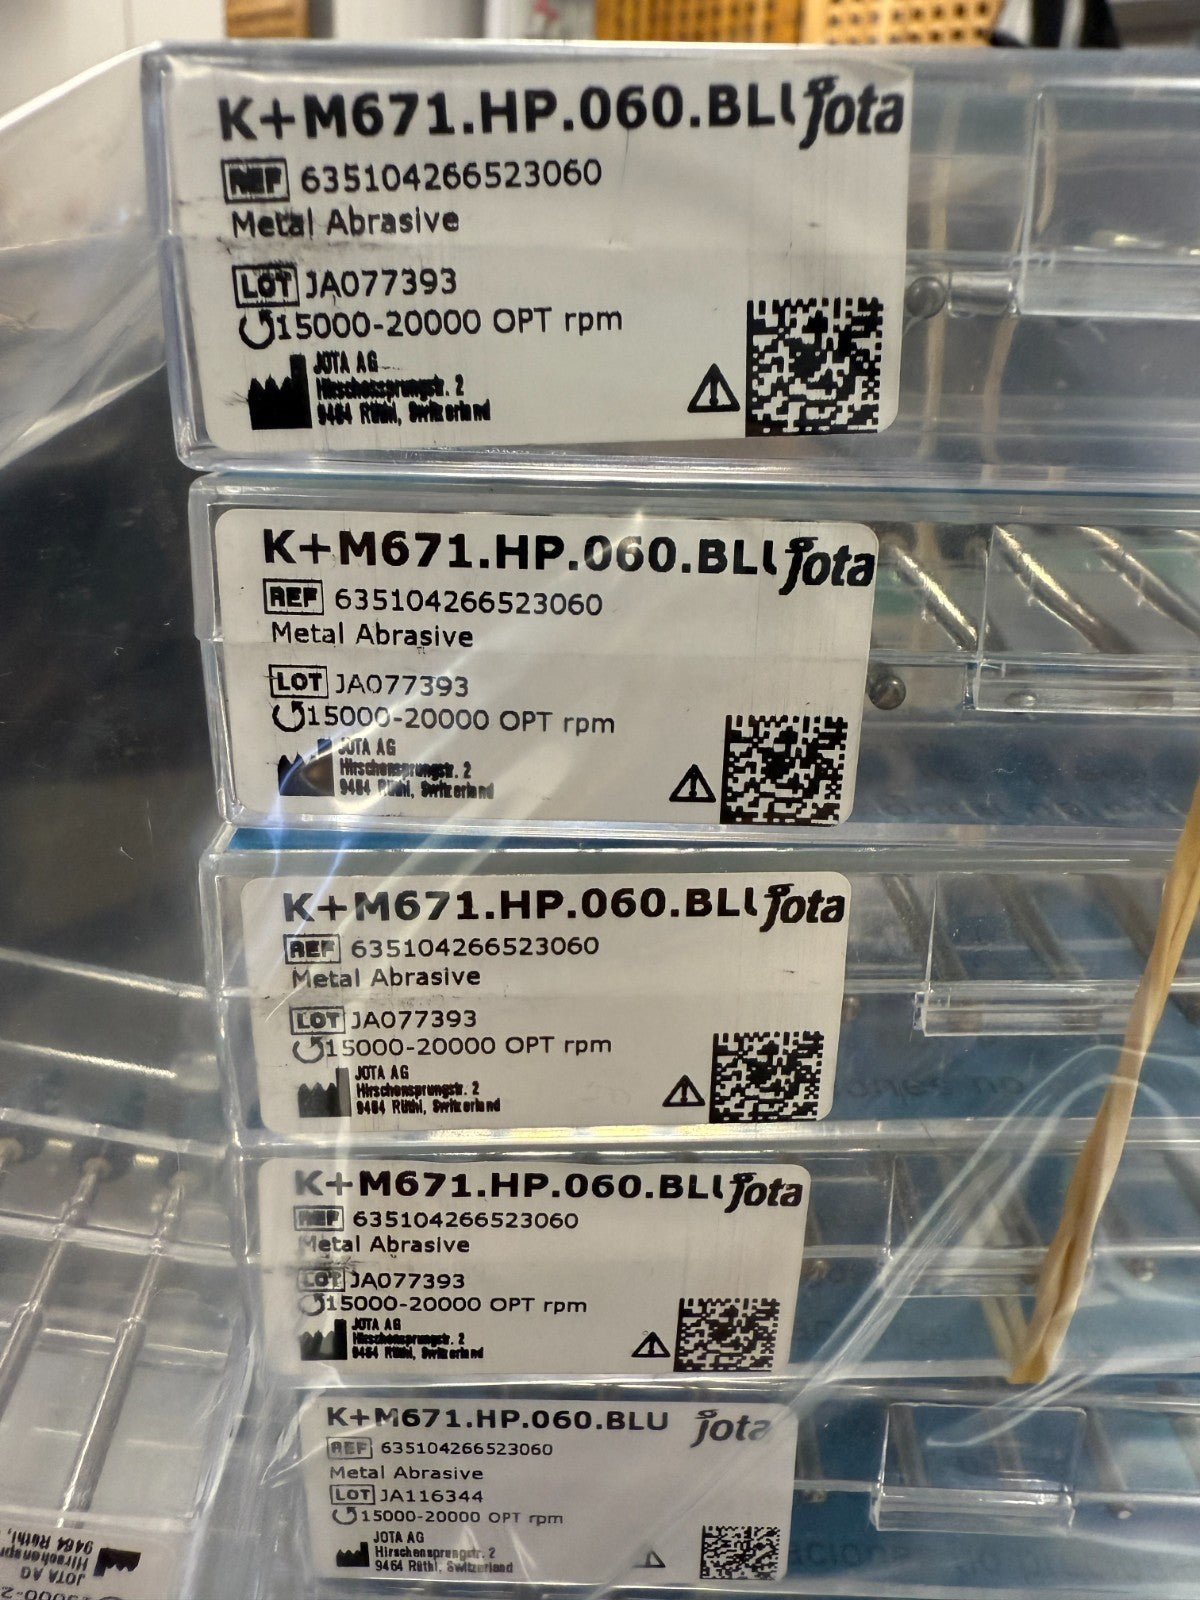 K+M671.HP.060.BLU jota
REF 635104266523060
Metal Abrasive
LOT JA077393
15000-20000 OPT rpm
JOTA AG
Hirschensprungstr. 2
9464 Rüthi, Switzerland
K+M671.HP.060.BLU jota
REF 635104266523060
Metal Abrasive
LOT JA077393
15000-20000 OPT rpm
JOTA AG
Hirschensprungstr. 2
9464 Rüthi, Switzerland
K+M671.HP.060.BLU jota
REF 635104266523060
Metal Abrasive
LOT JA077393
15000-20000 OPT rpm
JOTA AG
Hirschensprungstr. 2
9464 Rüthi, Switzerland
K+M671.HP.060.BLU jota
REF 635104266523060
Metal Abrasive
LOT JA077393
15000-20000 OPT rpm
JOTA AG
Hirschensprungstr. 2
9464 Rüthi, Switzerland
K+M671.HP.060.BLU jota
REF 635104266523060
Metal Abrasive
LOT JA116344
15000-20000 OPT rpm
JOTA AG
Hirschensprungstr. 2
9464 Rüthi, Switzerland
JOTA AG
Hirschenspr
9464 Rüthi,